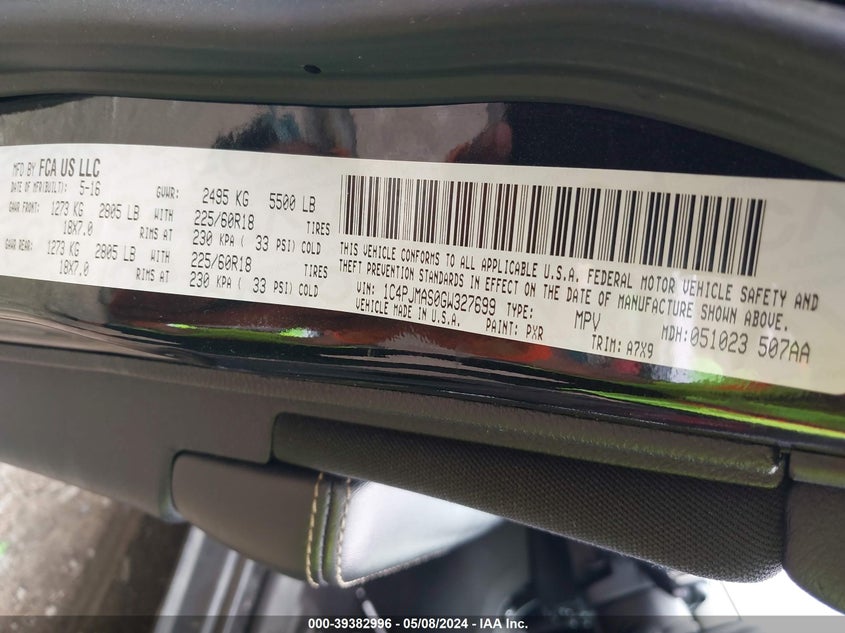 MFD BY FCA US LLC
DATE OF MFR(BUILT): 5-16 GVWR: 2495 KG 5500 LB
GAWR FRONT: 1273 KG 2805 LB WITH 225/60R18 TIRES
18X7.0 RIMS AT 230 KPA ( 33 PSI) COLD
GAWR REAR: 1273 KG 2805 LB WITH 225/60R18 TIRES
18X7.0 RIMS AT 230 KPA ( 33 PSI) COLD
THIS VEHICLE CONFORMS TO ALL APPLICABLE U.S.A. FEDERAL MOTOR VEHICLE SAFETY AND
THEFT PREVENTION STANDARDS IN EFFECT ON THE DATE OF MANUFACTURE SHOWN ABOVE.
VIN: 1C4PJMAS0GW327699 TYPE: MPV MDH:051023 507AA
VEHICLE MADE IN U.S.A. PAINT: PXR TRIM: A7X9
000-39382996 - 05/08/2024 - IAA Inc.